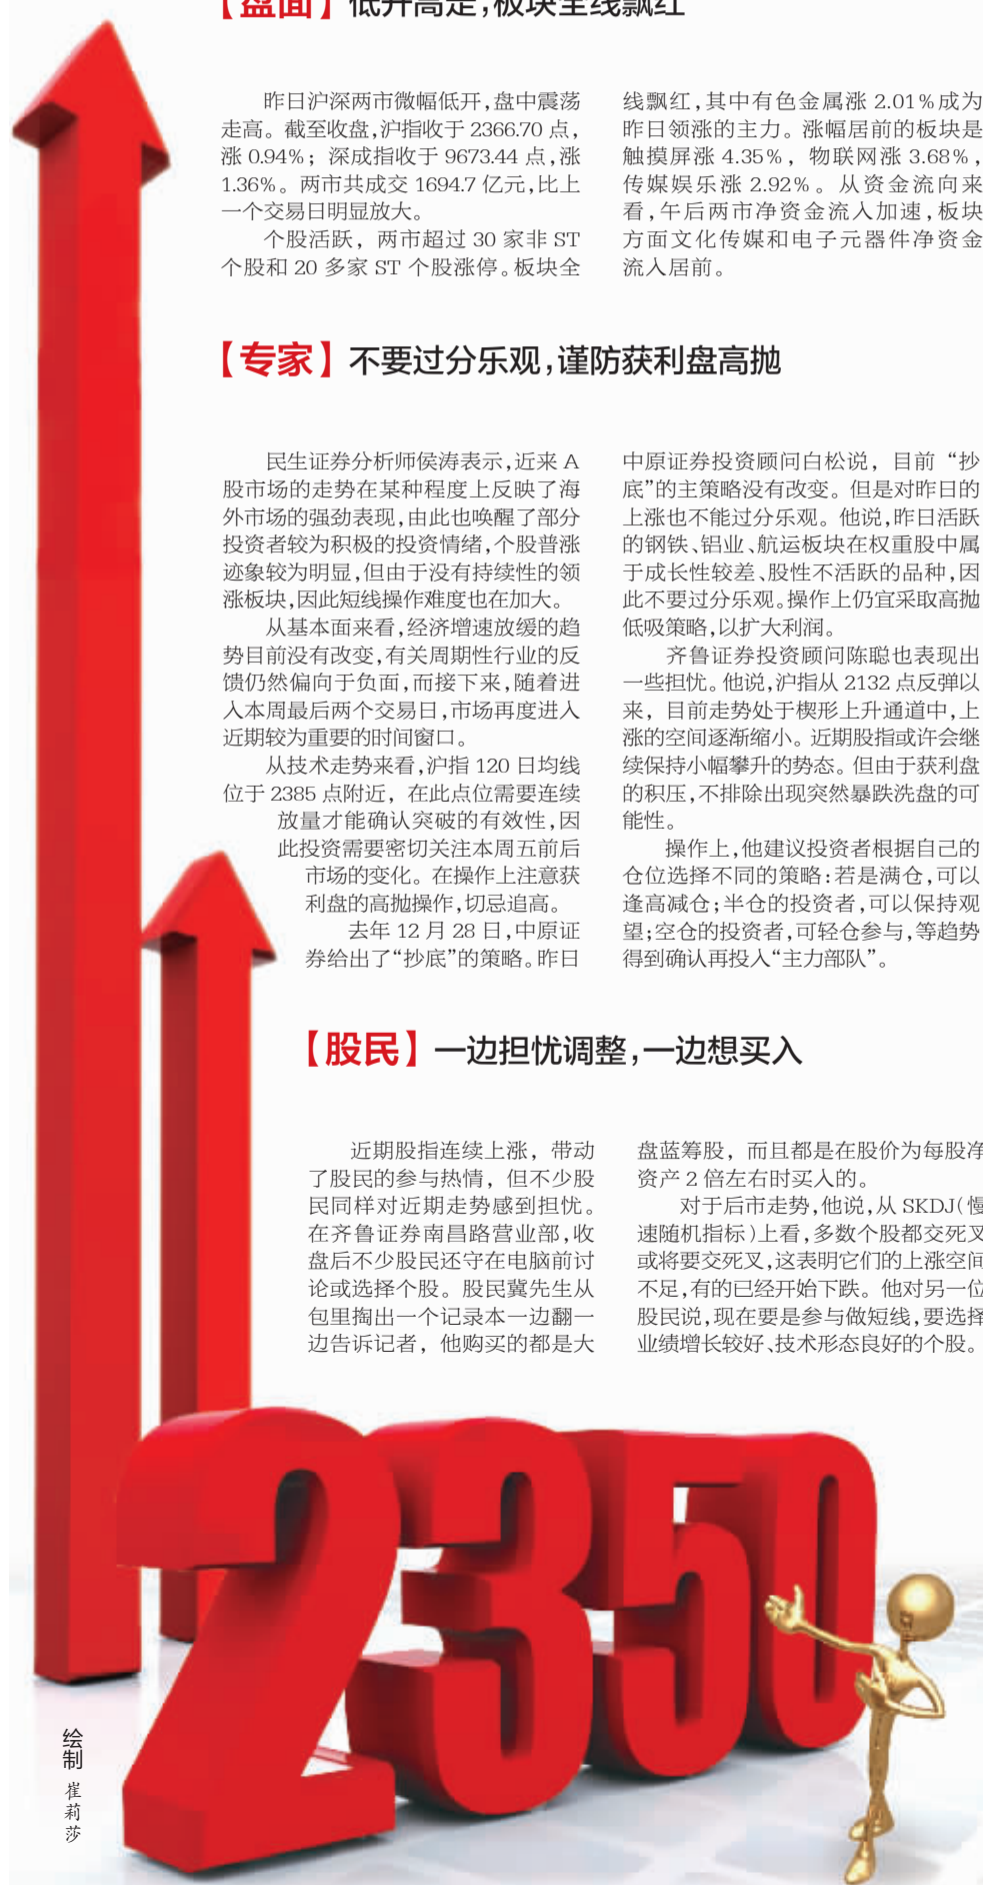 【盘面】低开高走,板块全线飘红
昨日沪深两市微幅低开,盘中震荡
走高。截至收盘,沪指收于 2366.70 点,
涨 0.94%；深成指收于 9673.44 点,涨
1.36%。两市共成交 1694.7 亿元,比上
一个交易日明显放大。
个股活跃，两市超过 30 家非 ST
个股和 20 多家 ST 个股涨停。板块全
线飘红,其中有色金属涨 2.01%成为
昨日领涨的主力。涨幅居前的板块是
触摸屏涨 4.35%，物联网涨 3.68%，
传媒娱乐涨 2.92%。从资金流向来
看,午后两市净资金流入加速,板块
方面文化传媒和电子元器件净资金
流入居前。
【专家】不要过分乐观,谨防获利盘高抛
民生证券分析师侯涛表示,近来 A
股市场的走势在某种程度上反映了海
外市场的强劲表现,由此也唤醒了部分
投资者较为积极的投资情绪,个股普涨
迹象较为明显,但由于没有持续性的领
涨板块,因此短线操作难度也在加大。
从基本面来看,经济增速放缓的趋
势目前没有改变,有关周期性行业的反
馈仍然偏向于负面,而接下来,随着进
入本周最后两个交易日,市场再度进入
近期较为重要的时间窗口。
从技术走势来看,沪指 120 日均线
位于 2385 点附近，在此点位需要连续
放量才能确认突破的有效性,因
此投资需要密切关注本周五前后
市场的变化。在操作上注意获
利盘的高抛操作,切忌追高。
去年 12 月 28 日,中原证
券给出了“抄底”的策略。昨日
中原证券投资顾问白松说，目前“抄
底”的主策略没有改变。但是对昨日的
上涨也不能过分乐观。他说,昨日活跃
的钢铁、铝业、航运板块在权重股中属
于成长性较差、股性不活跃的品种,因
此不要过分乐观。操作上仍宜采取高抛
低吸策略,以扩大利润。
齐鲁证券投资顾问陈聪也表现出
一些担忧。他说,沪指从 2132 点反弹以
来，目前走势处于楔形上升通道中,上
涨的空间逐渐缩小。近期股指或许会继
续保持小幅攀升的势态。但由于获利盘
的积压,不排除出现突然暴跌洗盘的可
能性。
操作上,他建议投资者根据自己的
仓位选择不同的策略:若是满仓,可以
逢高减仓;半仓的投资者,可以保持观
望;空仓的投资者,可轻仓参与,等趋势
得到确认再投入“主力部队”。
【股民】一边担忧调整,一边想买入
近期股指连续上涨，带动
了股民的参与热情，但不少股
民同样对近期走势感到担忧。
在齐鲁证券南昌路营业部,收
盘后不少股民还守在电脑前讨
论或选择个股。股民冀先生从
包里掏出一个记录本一边翻一
边告诉记者，他购买的都是大
盘蓝筹股，而且都是在股价为每股净
资产 2 倍左右时买入的。
对于后市走势,他说,从 SKDJ（慢
速随机指标）上看,多数个股都交死叉
或将要交死叉,这表明它们的上涨空间
不足,有的已经开始下跌。他对另一位
股民说,现在要是参与做短线,要选择
业绩增长较好、技术形态良好的个股。
2350
绘制 崔莉莎